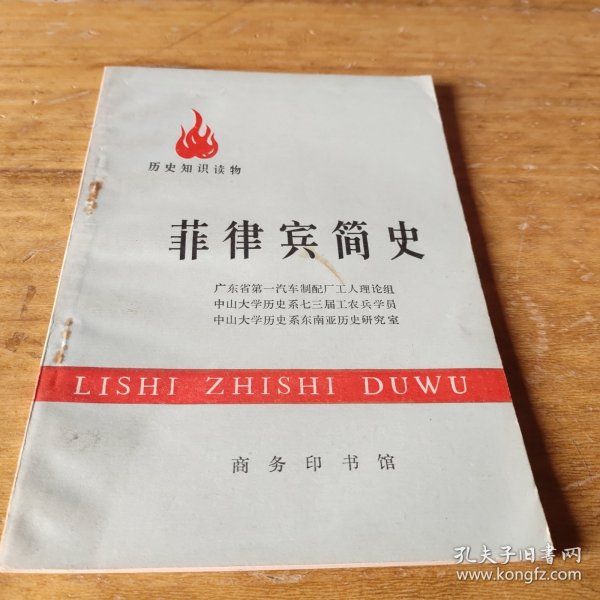 历史知识读物
菲律宾简史
广东省第一汽车制配厂工人理论组
中山大学历史系七三届工农兵学员
中山大学历史系东南亚历史研究室
LISHI ZHISHI DUWU
商务印书馆
孔夫子旧书网
www.kongfz.com